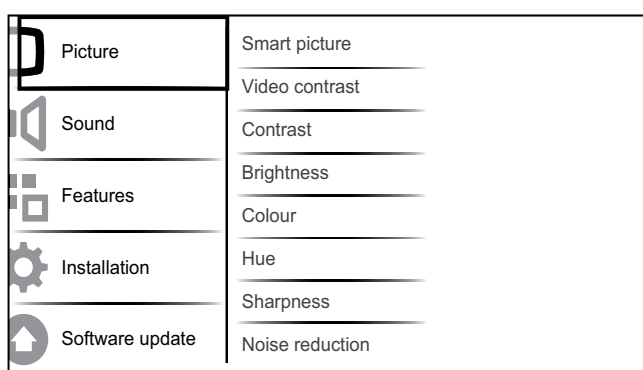 Picture
Sound
Features
Installation
Software update
Smart picture
Video contrast
Contrast
Brightness
Colour
Hue
Sharpness
Noise reduction